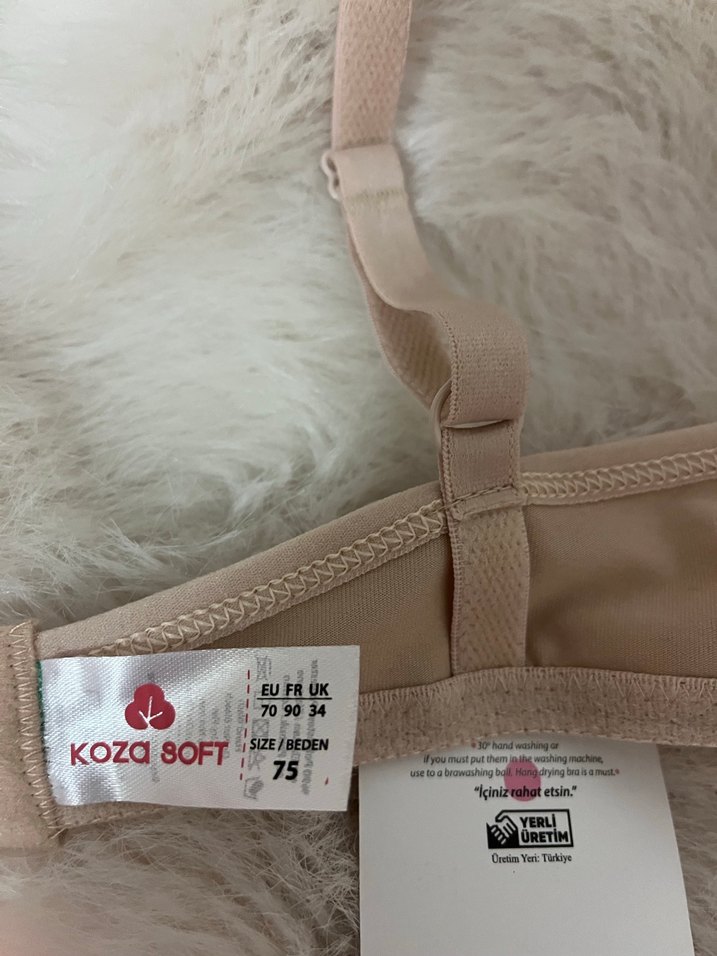 KOZA SOFT
EU FR UK
70 90 34
SIZE / BEDEN
75
30° hand washing or
if you must put them in the washing machine,
use to a brawashing ball. Hang drying bra is a must.
“İçiniz rahat etsin.”
YERLİ
ÜRETİM
Üretim Yeri: Türkiye